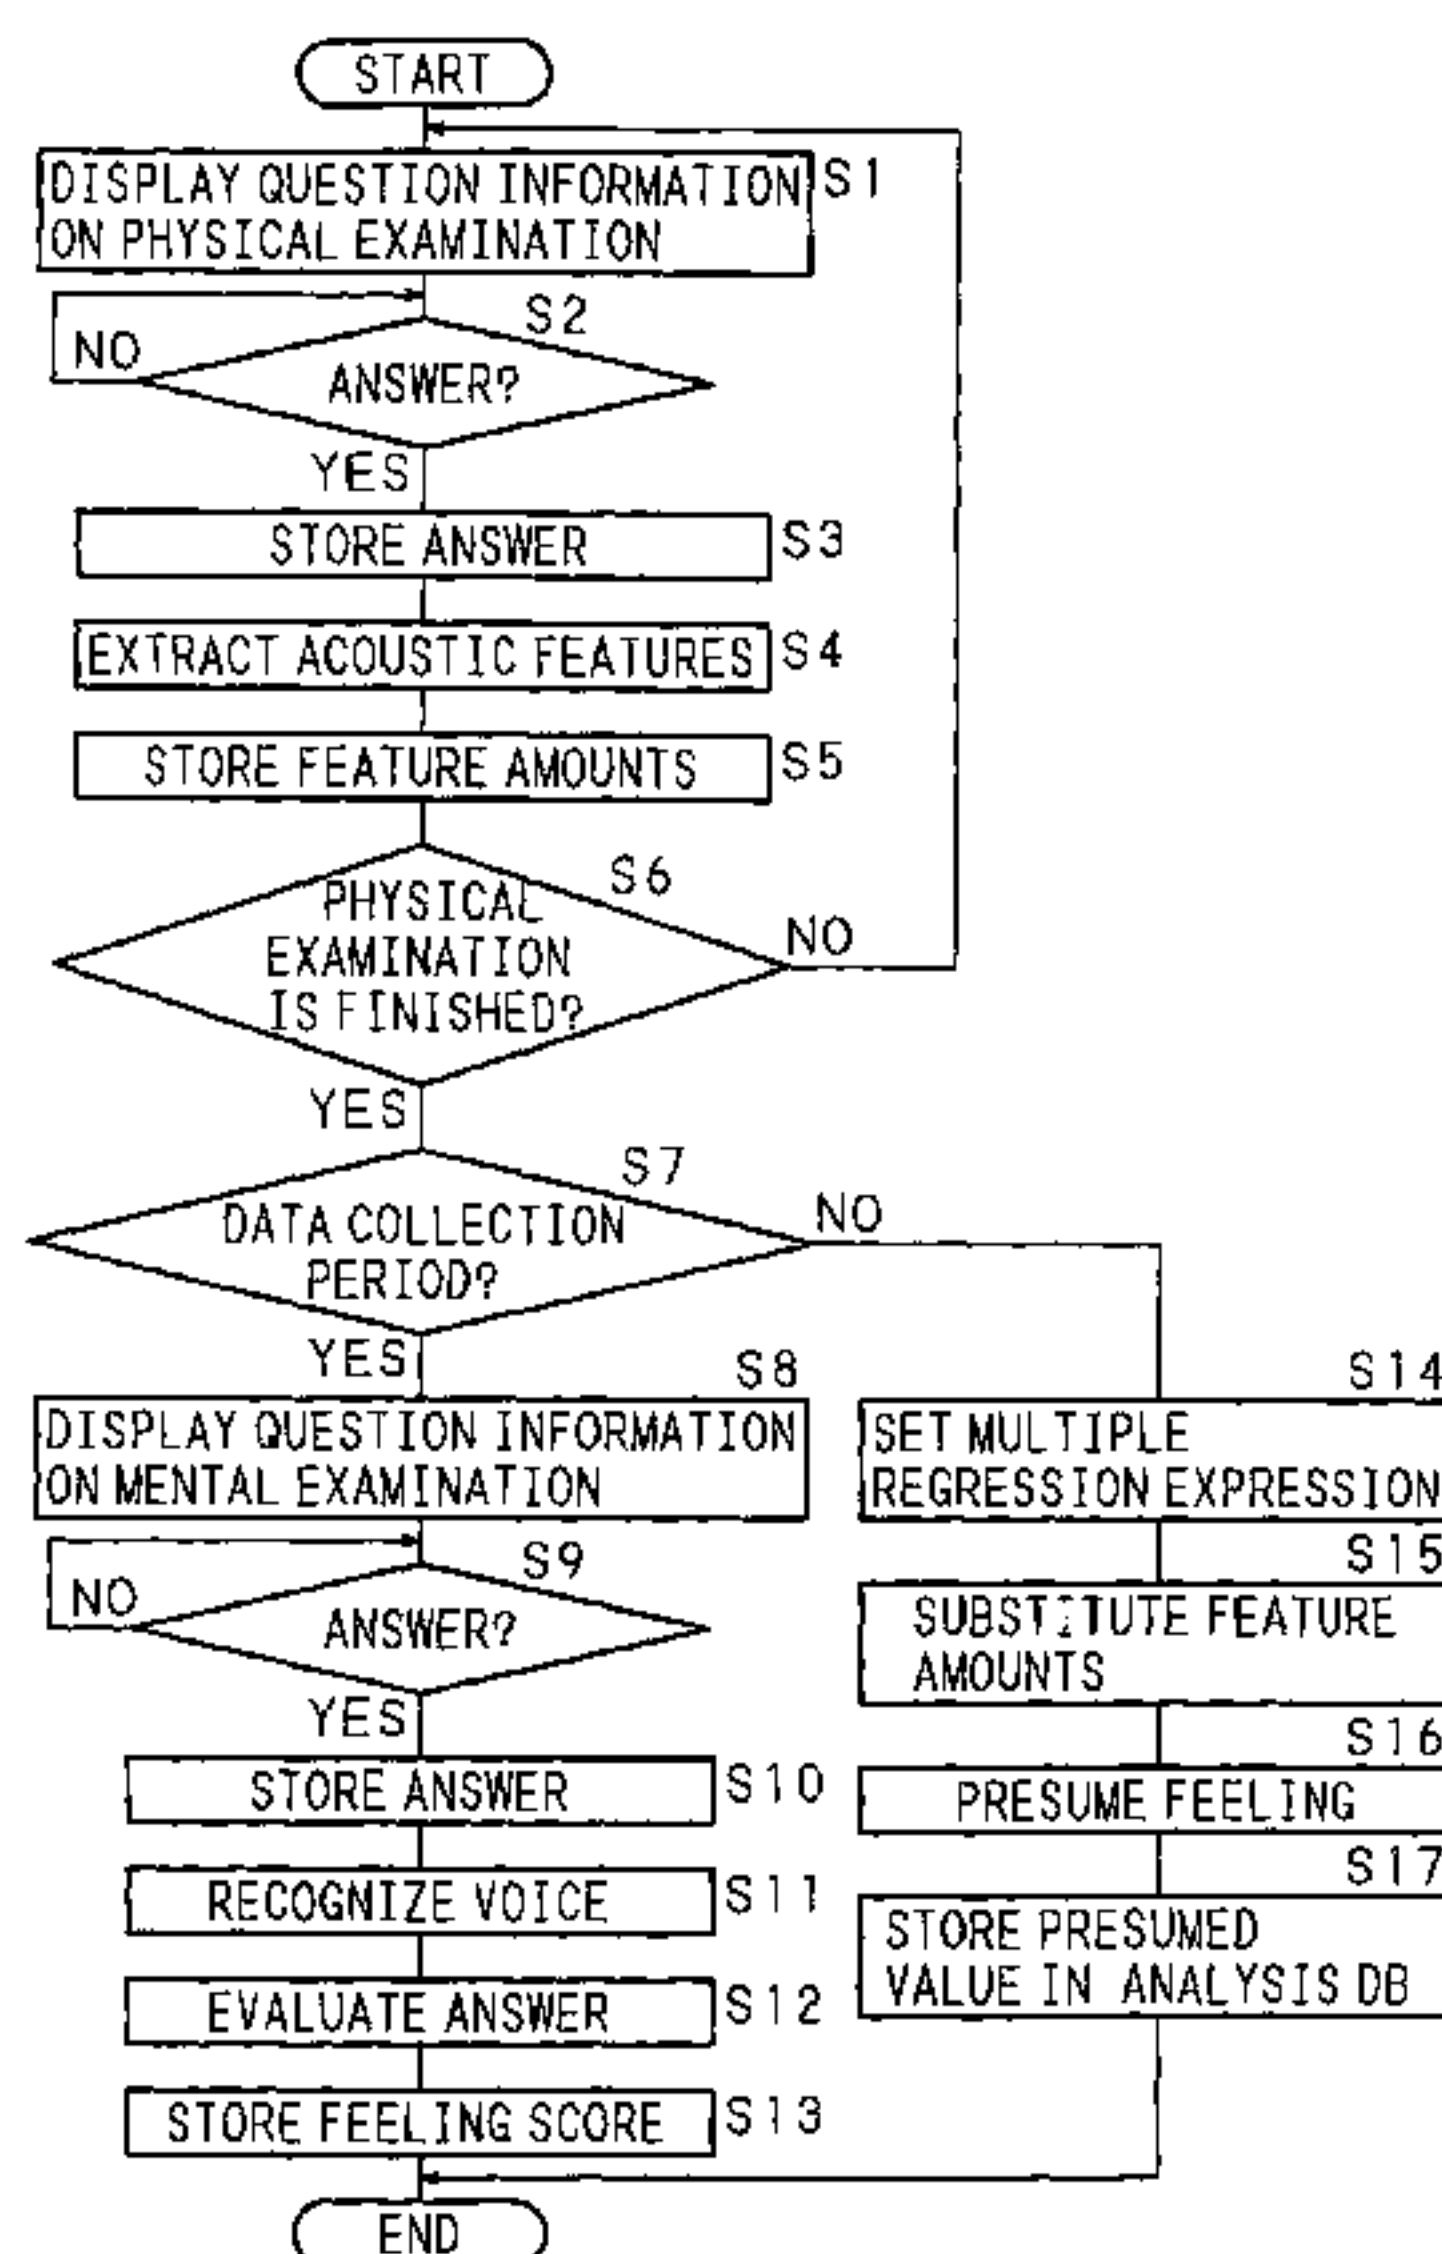 START
DISPLAY QUESTION INFORMATION
ON PHYSICAL EXAMINATION
S1
S2
NO
ANSWER?
YES
STORE ANSWER
S3
EXTRACT ACOUSTIC FEATURES
S4
STORE FEATURE AMOUNTS
S5
S6
PHYSICAL
EXAMINATION
IS FINISHED?
NO
YES
S7
DATA COLLECTION
PERIOD?
NO
YES
S8
DISPLAY QUESTION INFORMATION
ON MENTAL EXAMINATION
S9
NO
ANSWER?
YES
STORE ANSWER
S10
RECOGNIZE VOICE
S11
EVALUATE ANSWER
S12
STORE FEELING SCORE
S13
S14
SET MULTIPLE
REGRESSION EXPRESSION
S15
SUBSTITUTE FEATURE
AMOUNTS
S16
PRESUME FEELING
S17
STORE PRESUMED
VALUE IN ANALYSIS DB
END